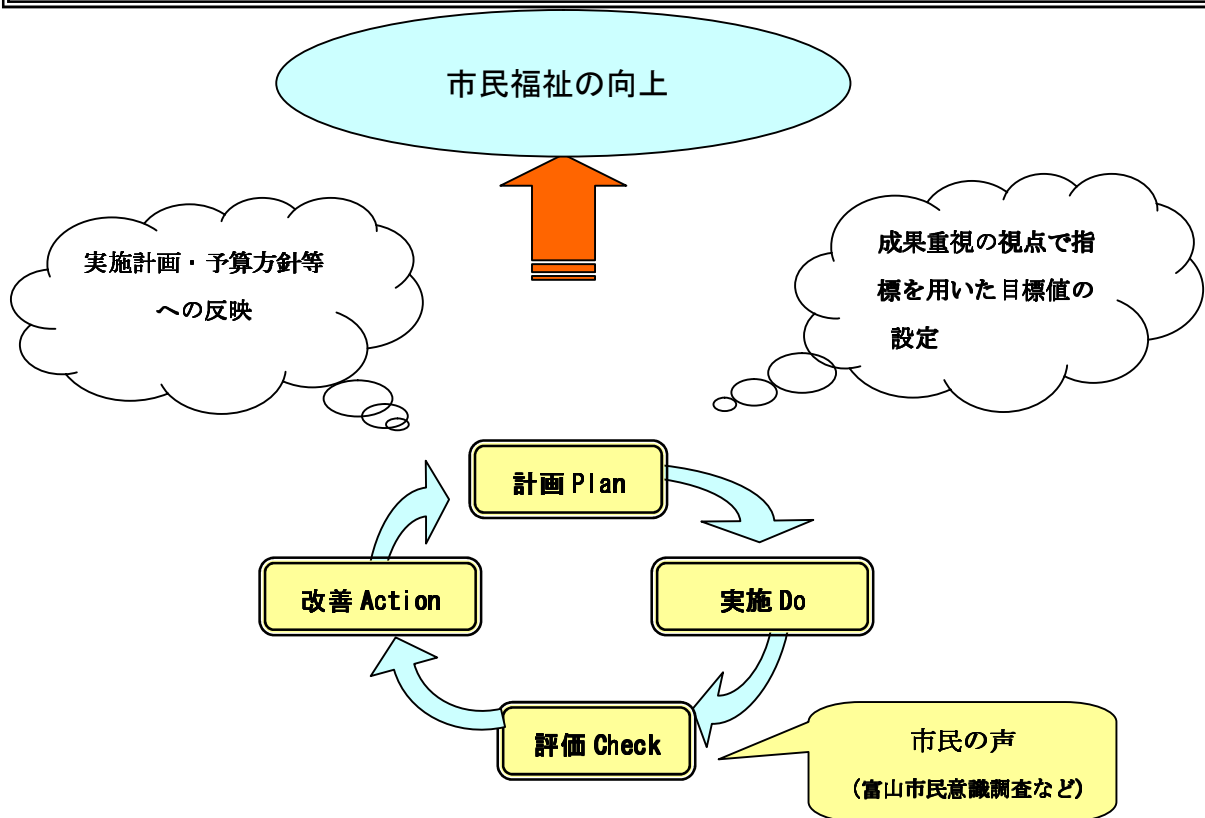 市民福祉の向上
実施計画・予算方針等
への反映
成果重視の視点で指
標を用いた目標値の
設定
計画 Plan
改善 Action
実施 Do
評価 Check
市民の声
（富山市民意識調査など）